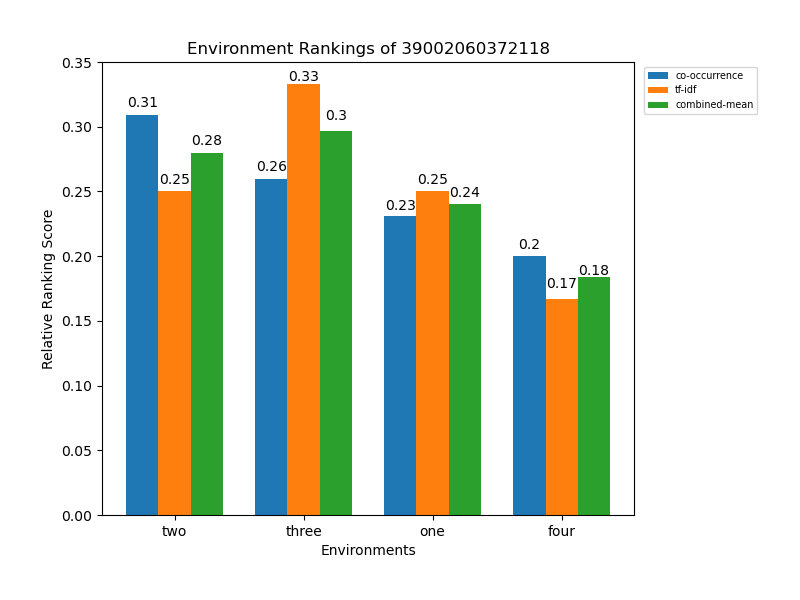 Environment Rankings of 39002060372118
co-occurrence
tf-idf
combined-mean
Relative Ranking Score
0.35
0.30
0.25
0.20
0.15
0.10
0.05
0.00
0.31
0.25
0.28
0.26
0.33
0.3
0.23
0.25
0.24
0.2
0.17
0.18
two three one four
Environments